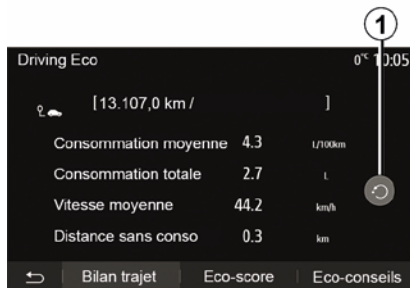 1
Driving Eco 0°C 10:05
[13.107,0 km / ]
Consommation moyenne 4.3 L/100km
Consommation totale 2.7 L
Vitesse moyenne 44.2 km/h
Distance sans conso 0.3 km
Bilan trajet Eco-score Eco-conseils